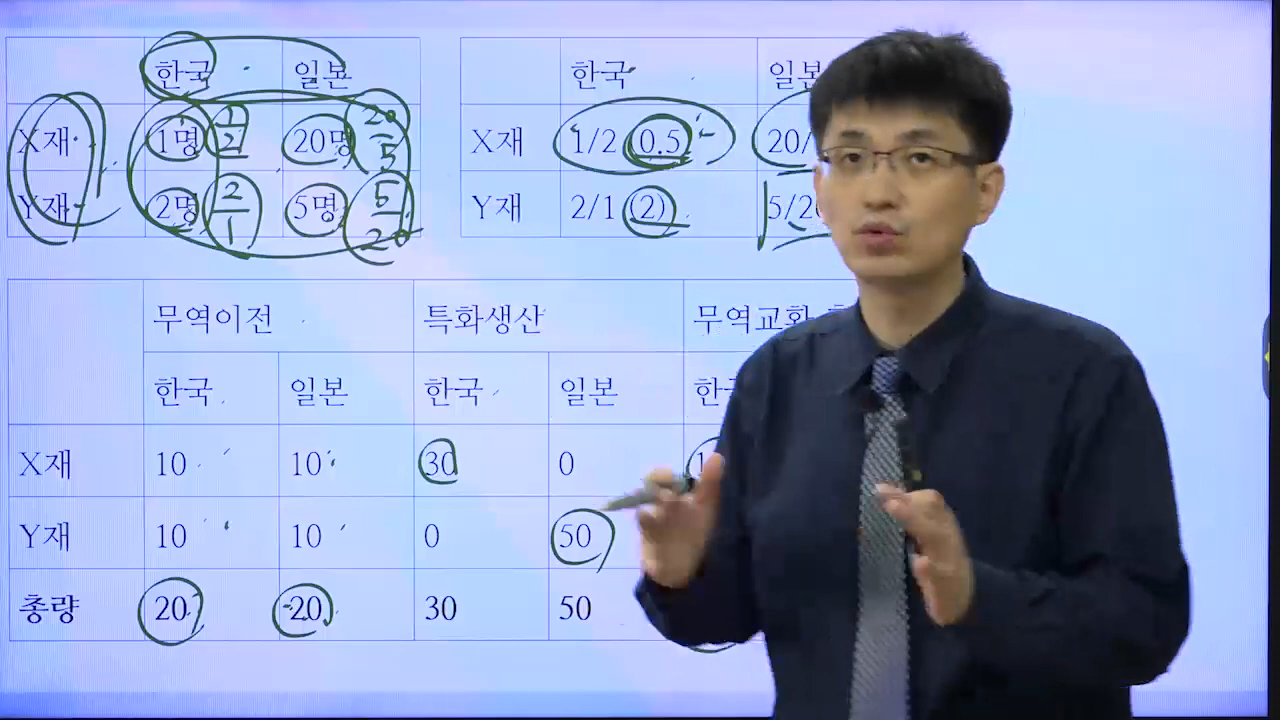 한국 일본
X재 1명 1/2 20명 20/5
Y재 2명 2/1 5명 5/20
한국 일본
X재 1/2 (0.5) 20/
Y재 2/1 (2) 5/20
무역이전 특화생산 무역교환
한국 일본 한국 일본 한국
X재 10 10 30 0
Y재 10 10 0 50
총량 20 20 30 50